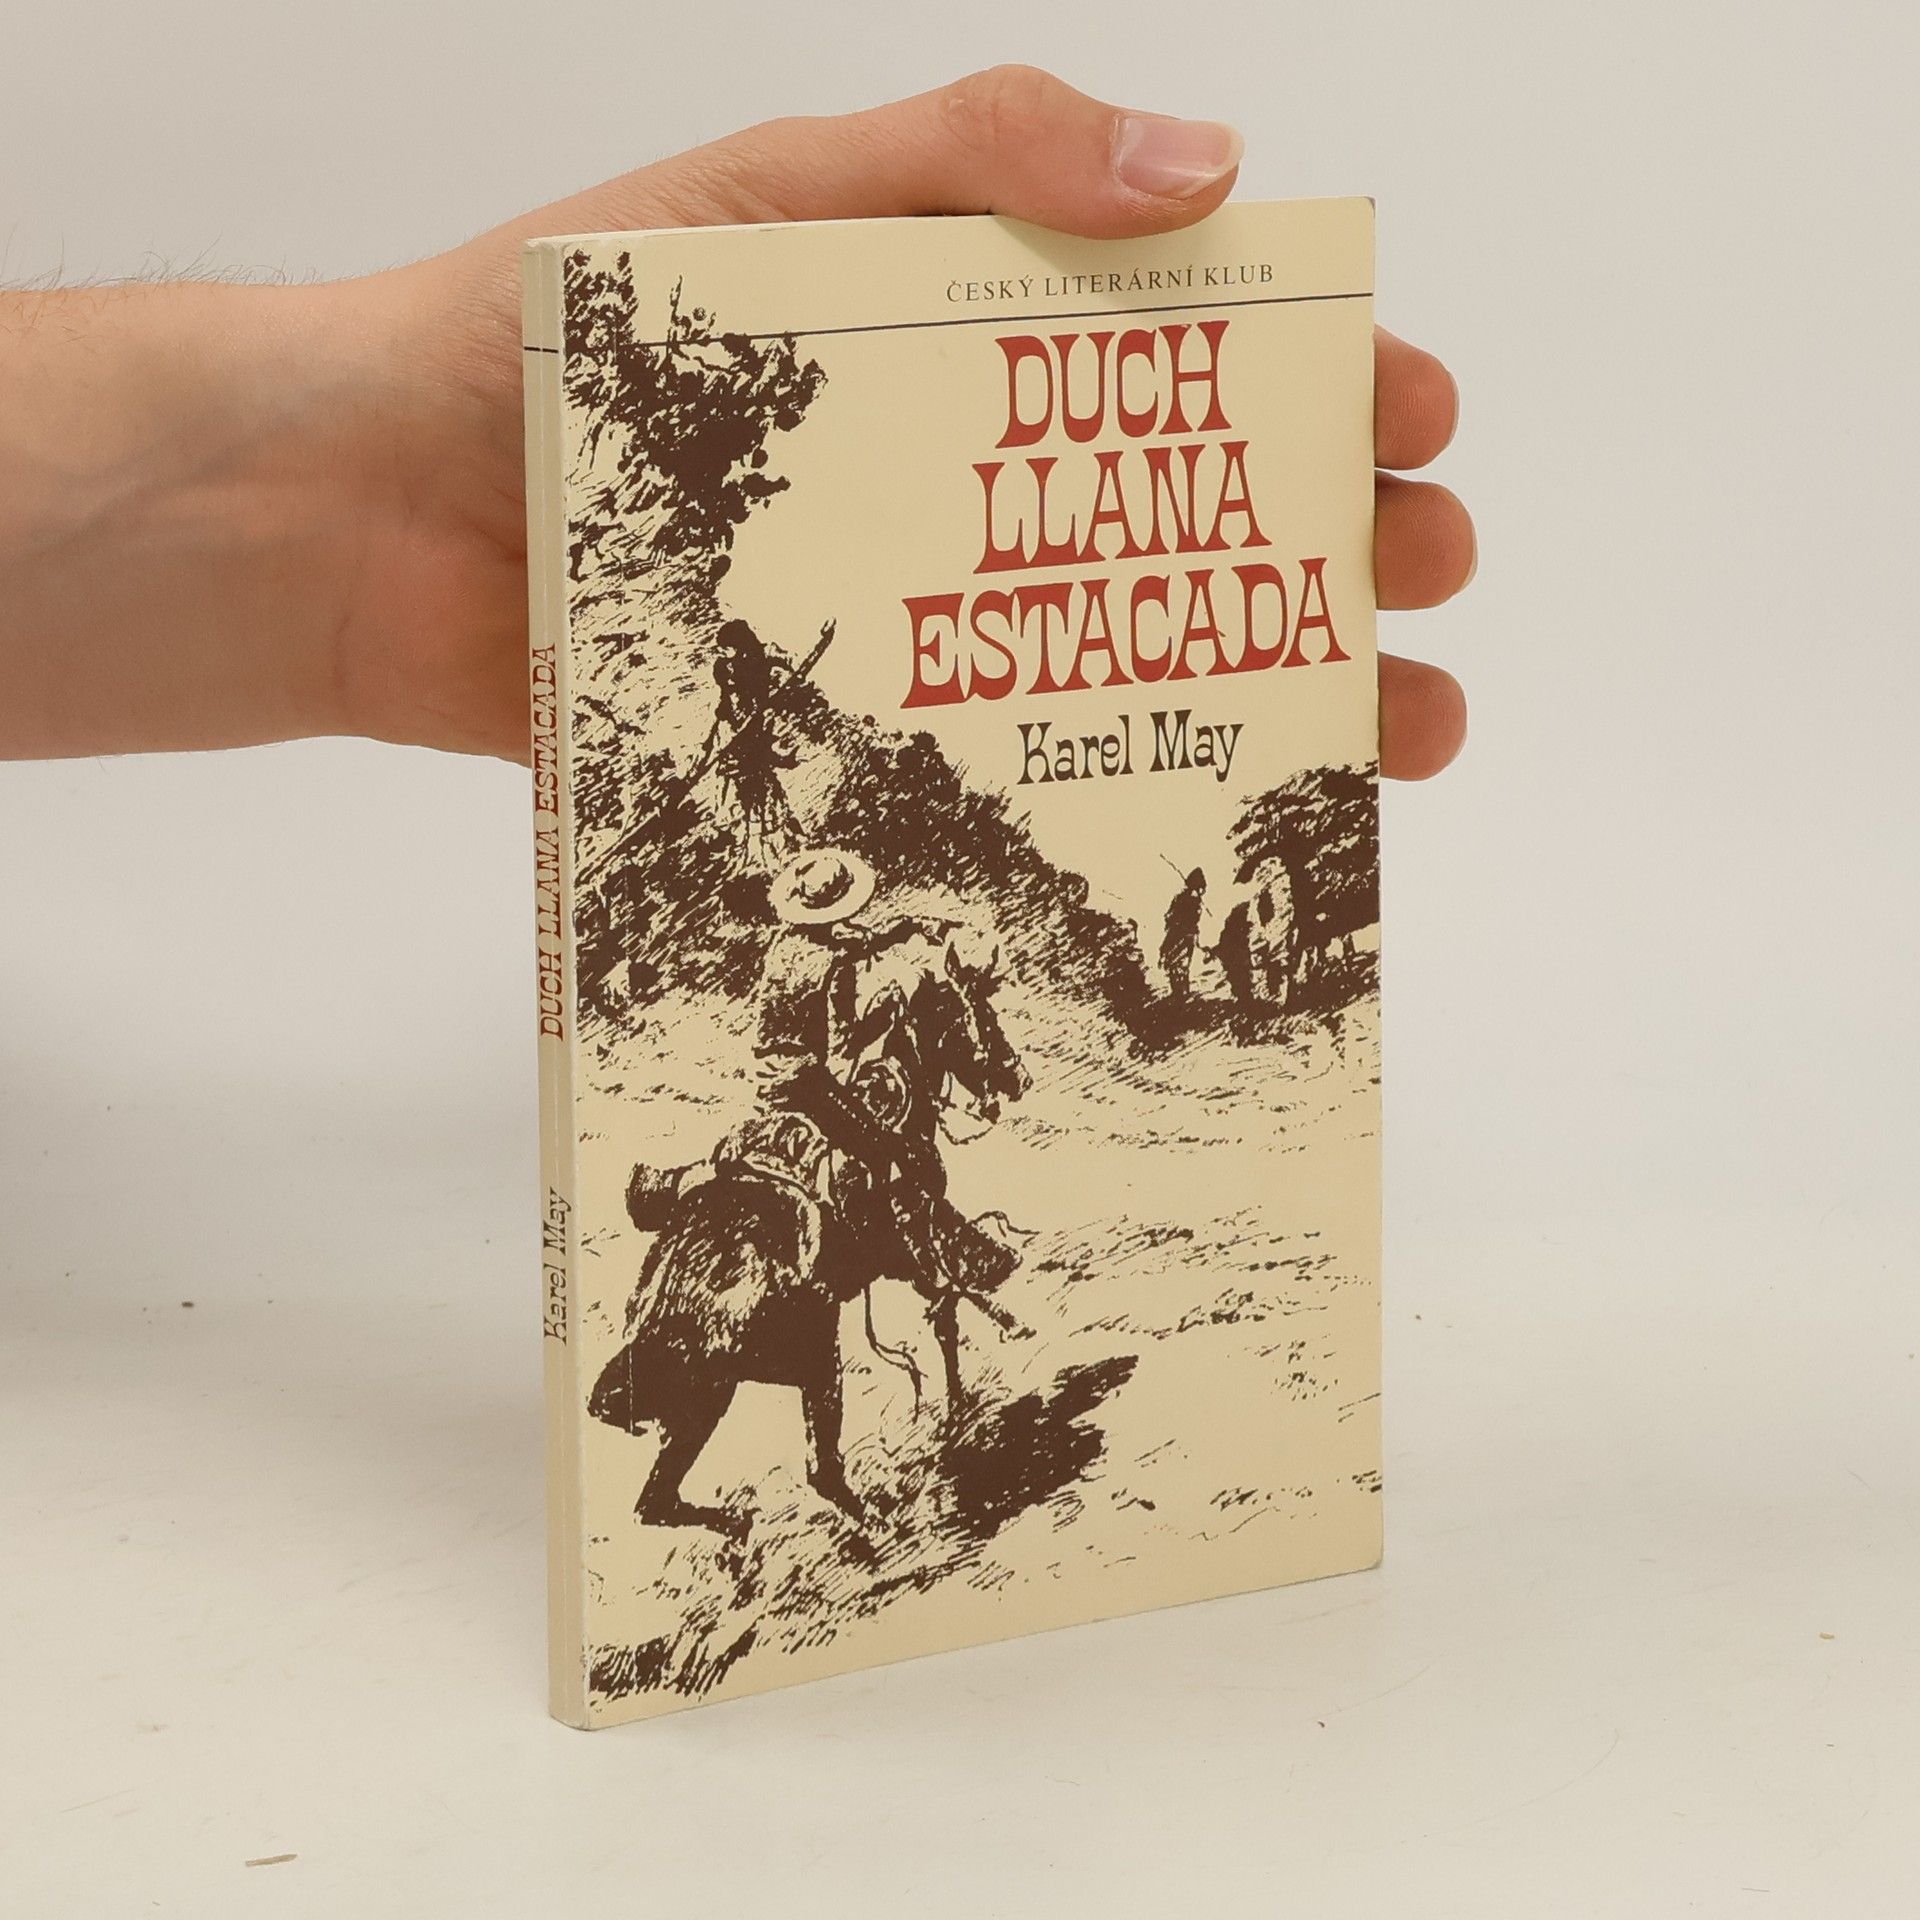 ČESKÝ LITERÁRNÍ KLUB
DUCH
LLANA
ESTACADA
Karel May
DUCH LLANA ESTACADA
Karel May